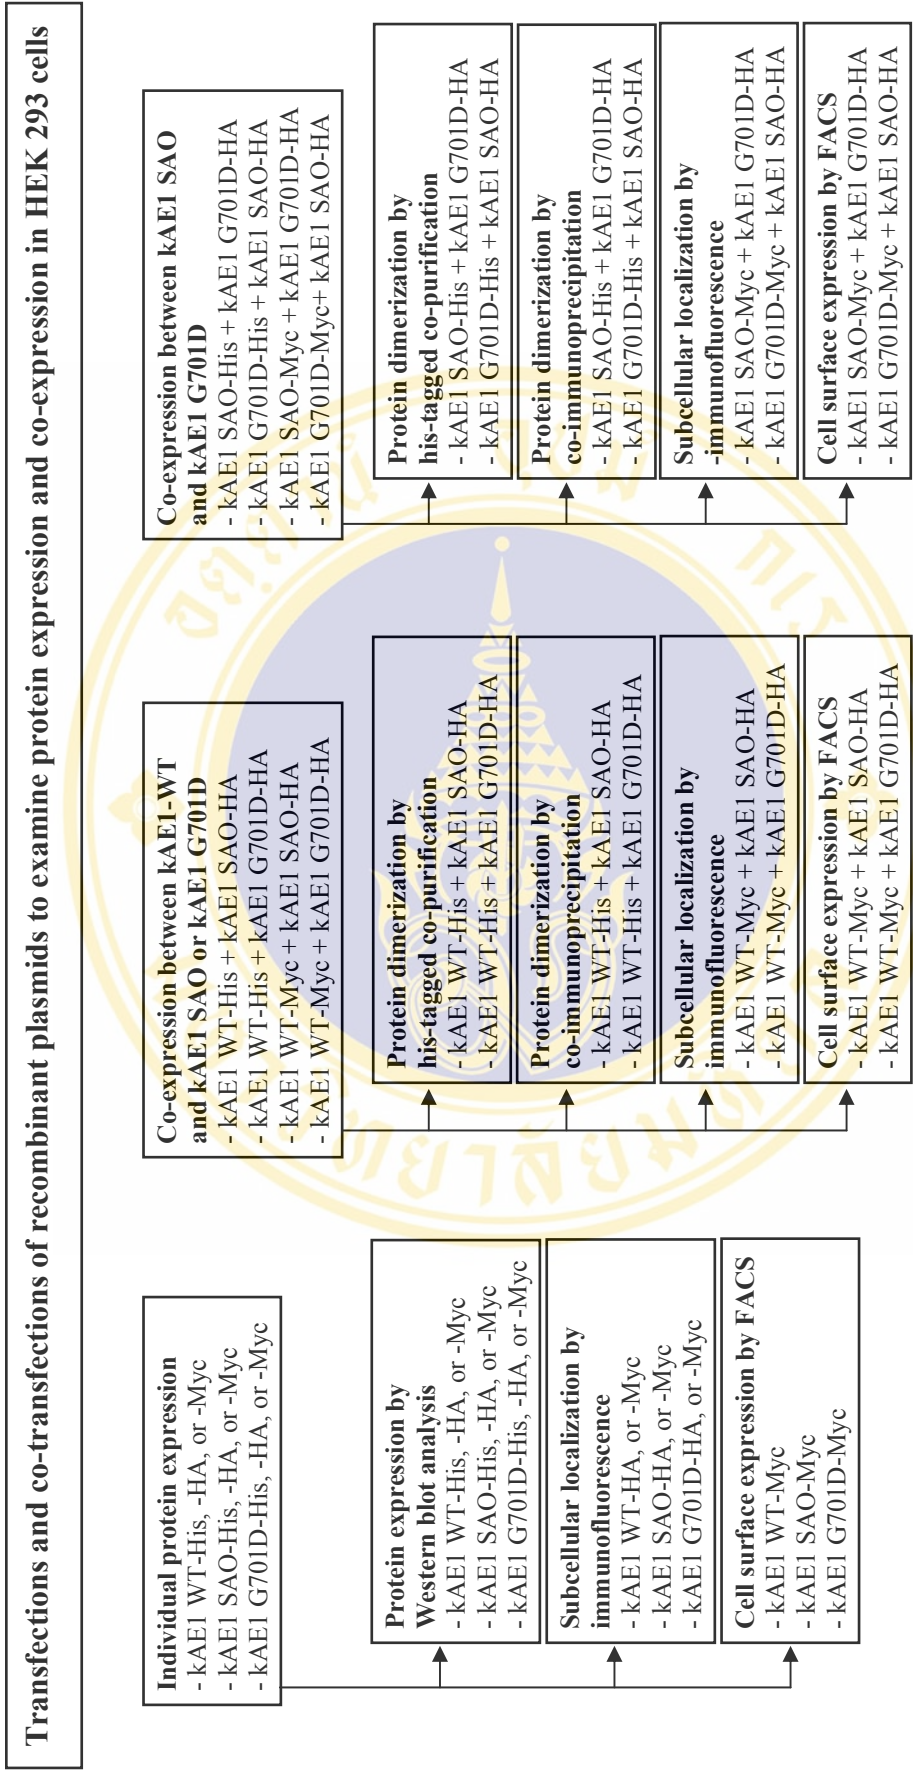 Transfections and co-transfections of recombinant plasmids to examine protein expression and co-expression in HEK 293 cells
Individual protein expression
- kAE1 WT-His, -HA, or -Myc
- kAE1 SAO-His, -HA, or -Myc
- kAE1 G701D-His, -HA, or -Myc
Protein expression by
Western blot analysis
- kAE1 WT-His, -HA, or -Myc
- kAE1 SAO-His, -HA, or -Myc
- kAE1 G701D-His, -HA, or -Myc
Subcellular localization by
immunofluorescence
- kAE1 WT-HA, or -Myc
- kAE1 SAO-HA, or -Myc
- kAE1 G701D-HA, or -Myc
Cell surface expression by FACS
- kAE1 WT-Myc
- kAE1 SAO-Myc
- kAE1 G701D-Myc
Co-expression between kAE1-WT
and kAE1 SAO or kAE1 G701D
- kAE1 WT-His + kAE1 SAO-HA
- kAE1 WT-His + kAE1 G701D-HA
- kAE1 WT-Myc + kAE1 SAO-HA
- kAE1 WT-Myc + kAE1 G701D-HA
Protein dimerization by
his-tagged co-purification
- kAE1 WT-His + kAE1 SAO-HA
- kAE1 WT-His + kAE1 G701D-HA
Protein dimerization by
co-immunoprecipitation
- kAE1 WT-His + kAE1 SAO-HA
- kAE1 WT-His + kAE1 G701D-HA
Subcellular localization by
immunofluorescence
- kAE1 WT-Myc + kAE1 SAO-HA
- kAE1 WT-Myc + kAE1 G701D-HA
Cell surface expression by FACS
- kAE1 WT-Myc + kAE1 SAO-HA
- kAE1 WT-Myc + kAE1 G701D-HA
Co-expression between kAE1 SAO
and kAE1 G701D
- kAE1 SAO-His + kAE1 G701D-HA
- kAE1 G701D-His + kAE1 SAO-HA
- kAE1 SAO-Myc + kAE1 G701D-HA
- kAE1 G701D-Myc+ kAE1 SAO-HA
Protein dimerization by
his-tagged co-purification
- kAE1 SAO-His + kAE1 G701D-HA
- kAE1 G701D-His + kAE1 SAO-HA
Protein dimerization by
co-immunoprecipitation
- kAE1 SAO-His + kAE1 G701D-HA
- kAE1 G701D-His + kAE1 SAO-HA
Subcellular localization by
-immunofluorescence
- kAE1 SAO-Myc + kAE1 G701D-HA
- kAE1 G701D-Myc + kAE1 SAO-HA
Cell surface expression by FACS
- kAE1 SAO-Myc + kAE1 G701D-HA
- kAE1 G701D-Myc + kAE1 SAO-HA